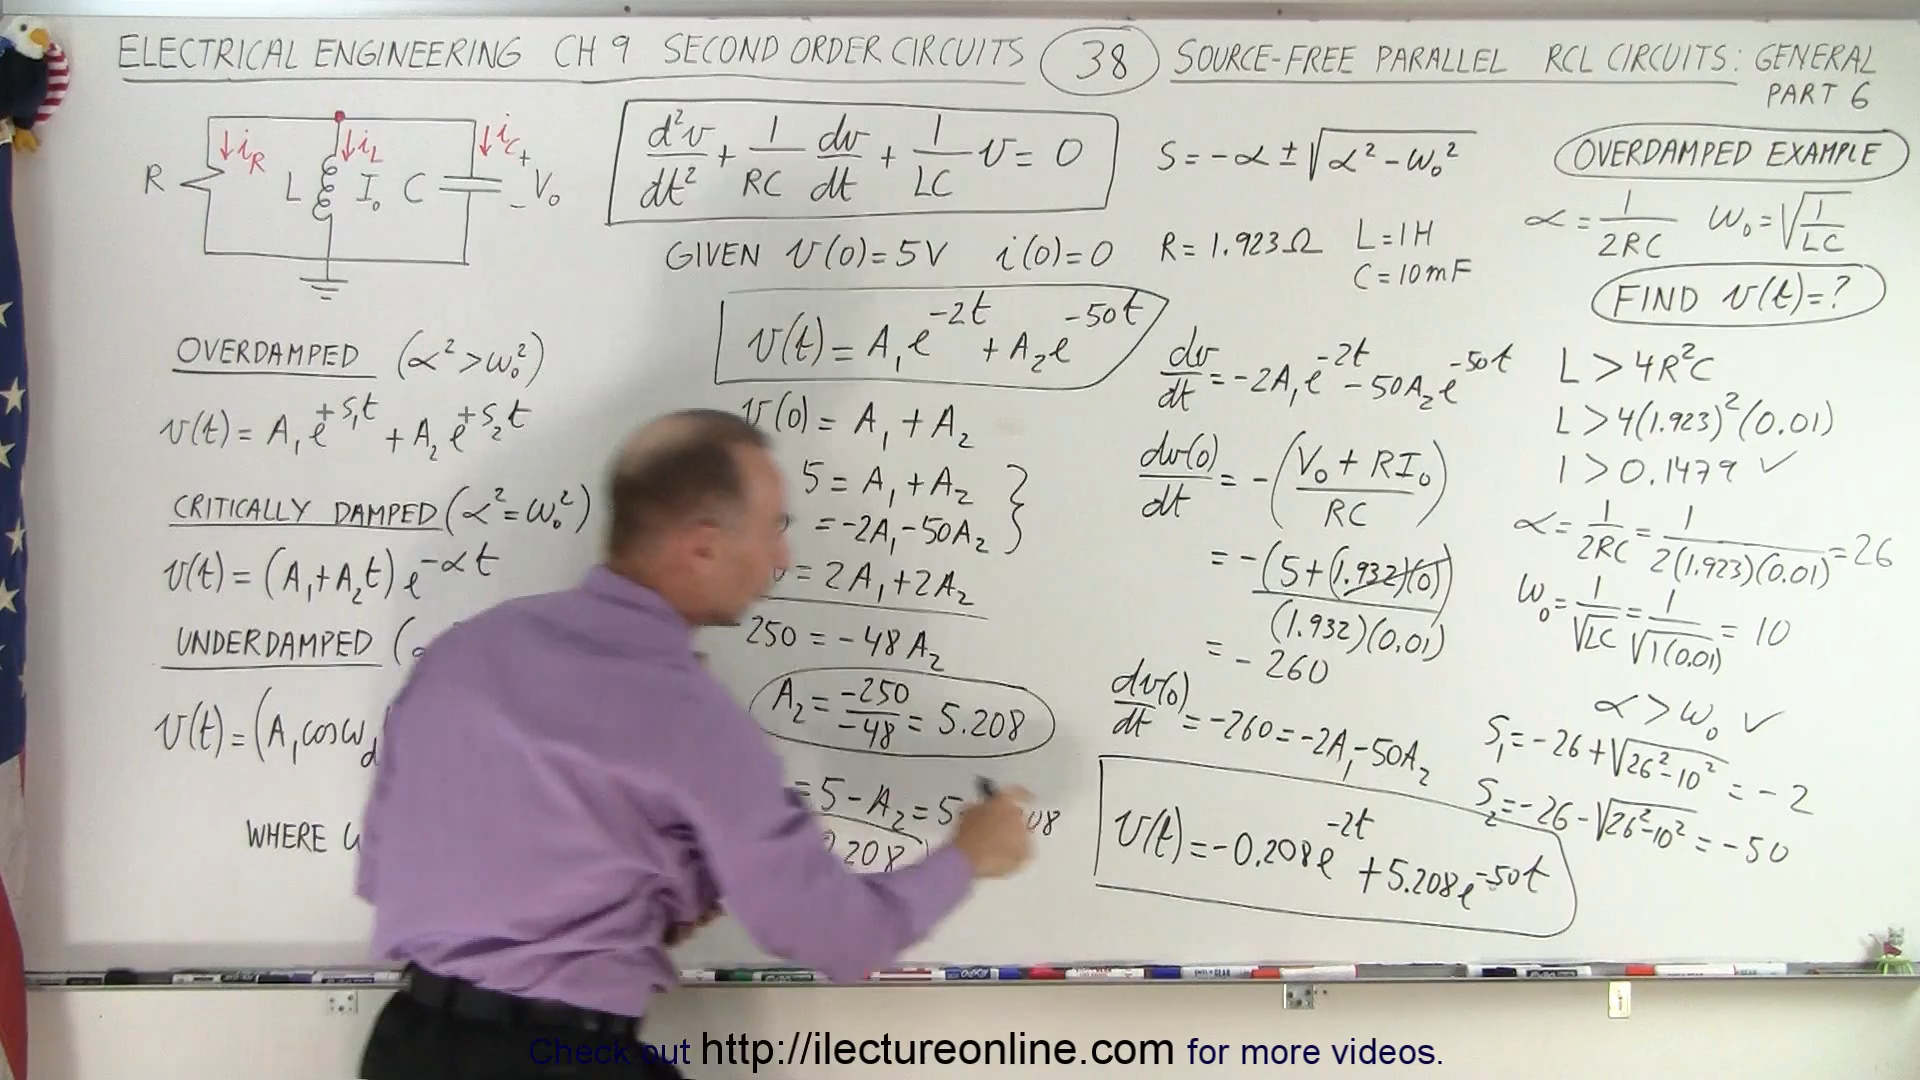 ELECTRICAL ENGINEERING CH 9 SECOND ORDER CIRCUITS 38 SOURCE-FREE PARALLEL RCL CIRCUITS: GENERAL
PART 6
R i_R L i_L I₀ C i_C + − V₀
d²v/dt² + 1/RC dv/dt + 1/LC v = 0
GIVEN v(0)=5V i(0)=0
S = -α ± √(α² - ω₀²)
R = 1.923Ω L=1H
C=10mF
OVERDAMPED EXAMPLE
α = 1/2RC ω₀ = √(1/LC)
FIND v(t)=?
OVERDAMPED (α² > ω₀²)
v(t) = A₁e^(+S₁t) + A₂e^(+S₂t)
CRITICALLY DAMPED (α² = ω₀²)
v(t) = (A₁+A₂t)e^(-αt)
UNDERDAMPED (
v(t) = (A₁cosω_d
WHERE
v(t) = A₁e^(-2t) + A₂e^(-50t)
v(0) = A₁ + A₂
5 = A₁ + A₂ }
= -2A₁ - 50A₂
= 2A₁ + 2A₂
250 = -48A₂
A₂ = -250/-48 = 5.208
= 5 - A₂ = 5
208
dv/dt = -2A₁e^(-2t) - 50A₂e^(-50t)
dv(0)/dt = -(V₀ + RI₀/RC)
= -(5+(1.932)(0))/(1.932)(0.01)
= -260
dv(0)/dt = -260 = -2A₁ - 50A₂
v(t) = -0.208e^(-2t) + 5.208e^(-50t)
L > 4R²C
L > 4(1.923)²(0.01)
1 > 0.1479 ✓
α = 1/2RC = 1/2(1.923)(0.01) = 26
ω₀ = 1/√LC = 1/√1(0.01) = 10
α > ω₀ ✓
S₁ = -26 + √(26²-10²) = -2
S₂ = -26 - √(26²-10²) = -50
Check out http://ilectureonline.com for more videos.